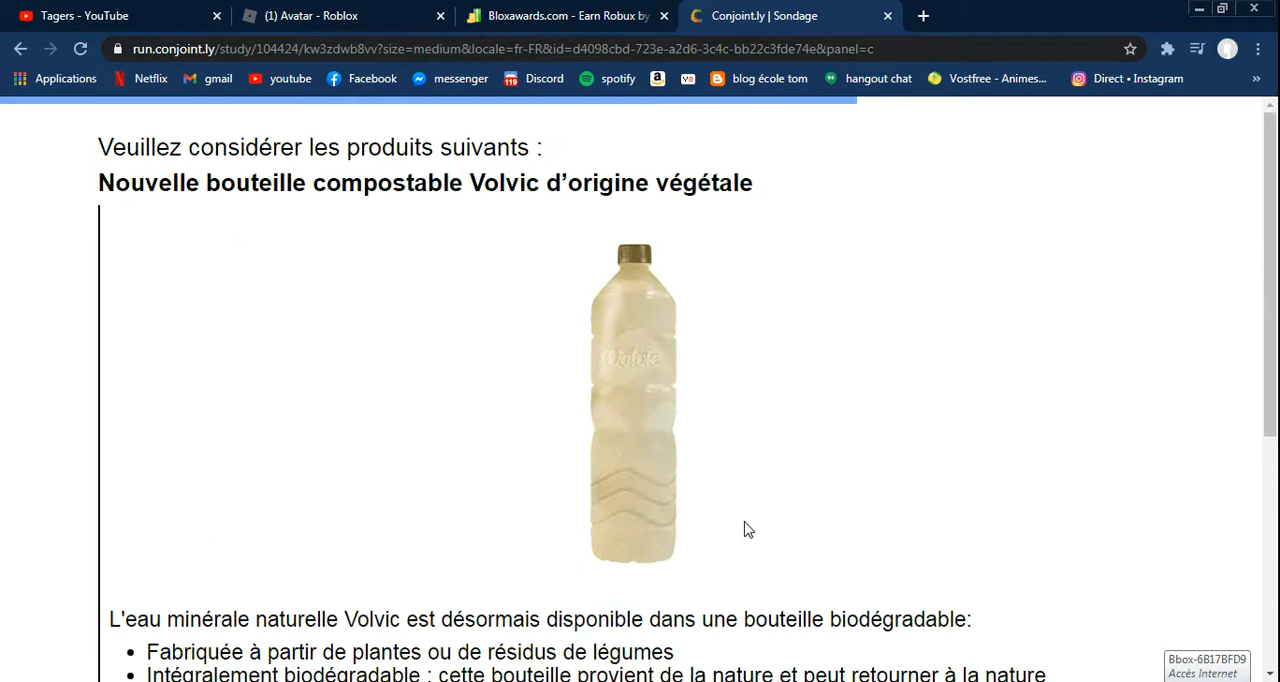 Tagers - YouTube
(1) Avatar - Roblox
Bloxawards.com - Earn Robux by
Conjoint.ly | Sondage
run.conjoint.ly/study/104424/kw3zdwb8vv?size=medium&locale=fr-FR&id=d4098cbd-723e-a2d6-3c4c-bb22c3fde74e&panel=c
Applications
Netflix
gmail
youtube
Facebook
messenger
119
Discord
spotify
a
blog école tom
hangout chat
Vostfree - Animes...
Direct • Instagram
Veuillez considérer les produits suivants :
Nouvelle bouteille compostable Volvic d’origine végétale
Volvic
L'eau minérale naturelle Volvic est désormais disponible dans une bouteille biodégradable:
• Fabriquée à partir de plantes ou de résidus de légumes
• Intégralement biodégradable : cette bouteille provient de la nature et peut retourner à la nature
Bbox-6B17BFD9
Accès Internet